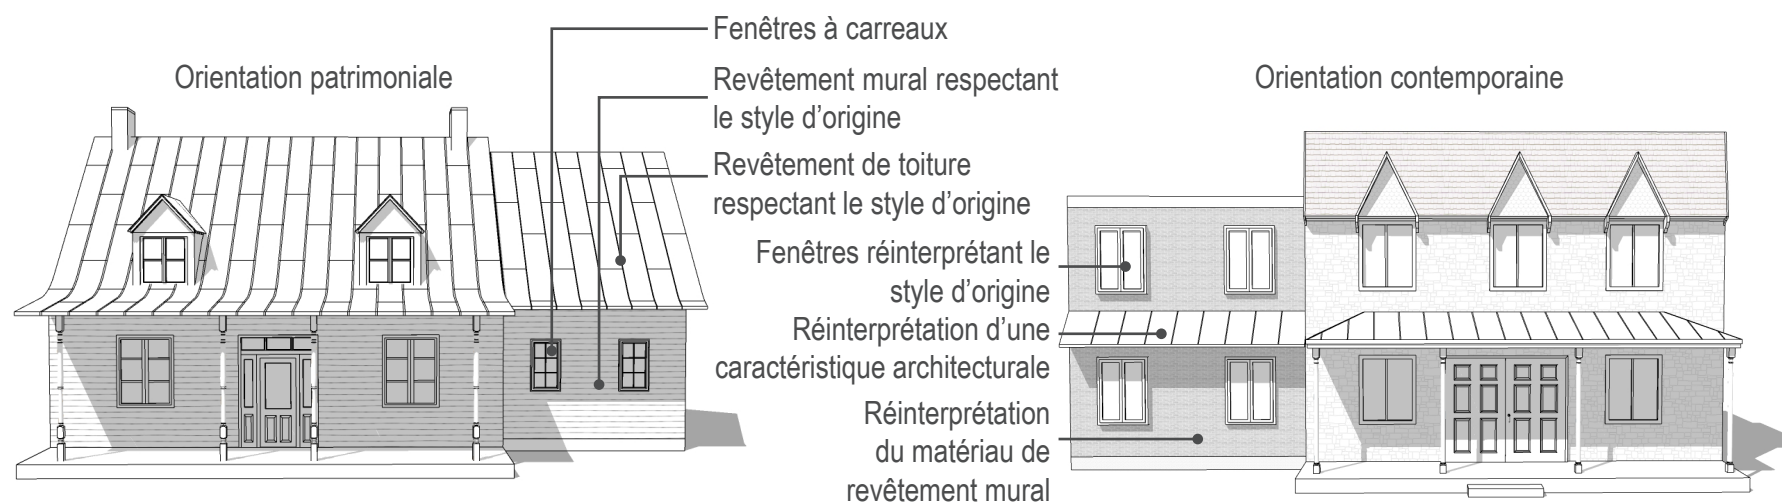 Orientation patrimoniale
Fenêtres à carreaux
Revêtement mural respectant
le style d’origine
Revêtement de toiture
respectant le style d’origine
Orientation contemporaine
Fenêtres réinterprétant le
style d’origine
Réinterprétation d’une
caractéristique architecturale
Réinterprétation
du matériau de
revêtement mural